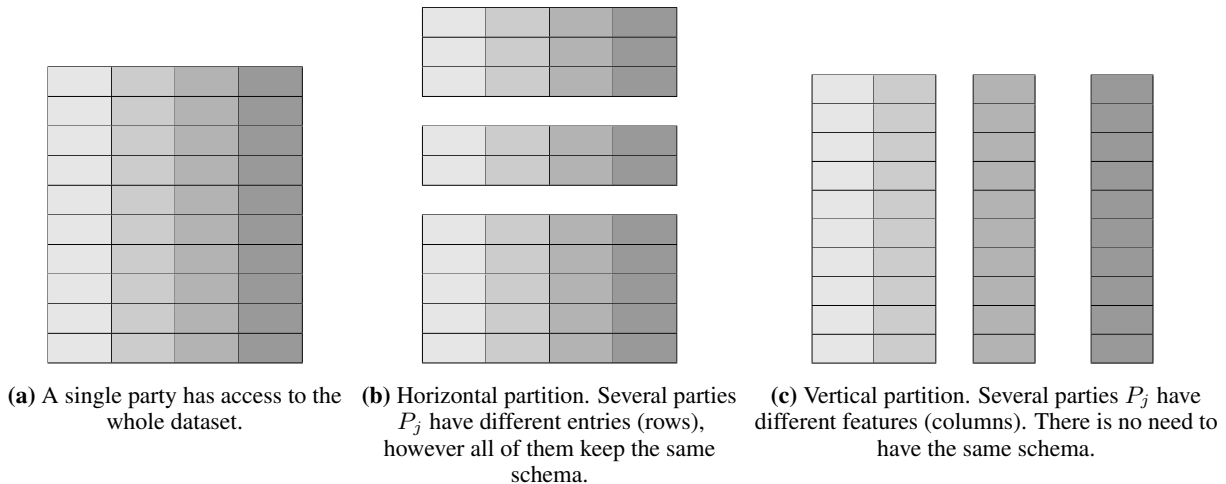 (a) A single party has access to the
whole dataset.
(b) Horizontal partition. Several parties
P_j have different entries (rows),
however all of them keep the same
schema.
(c) Vertical partition. Several parties P_j have
different features (columns). There is no need to
have the same schema.